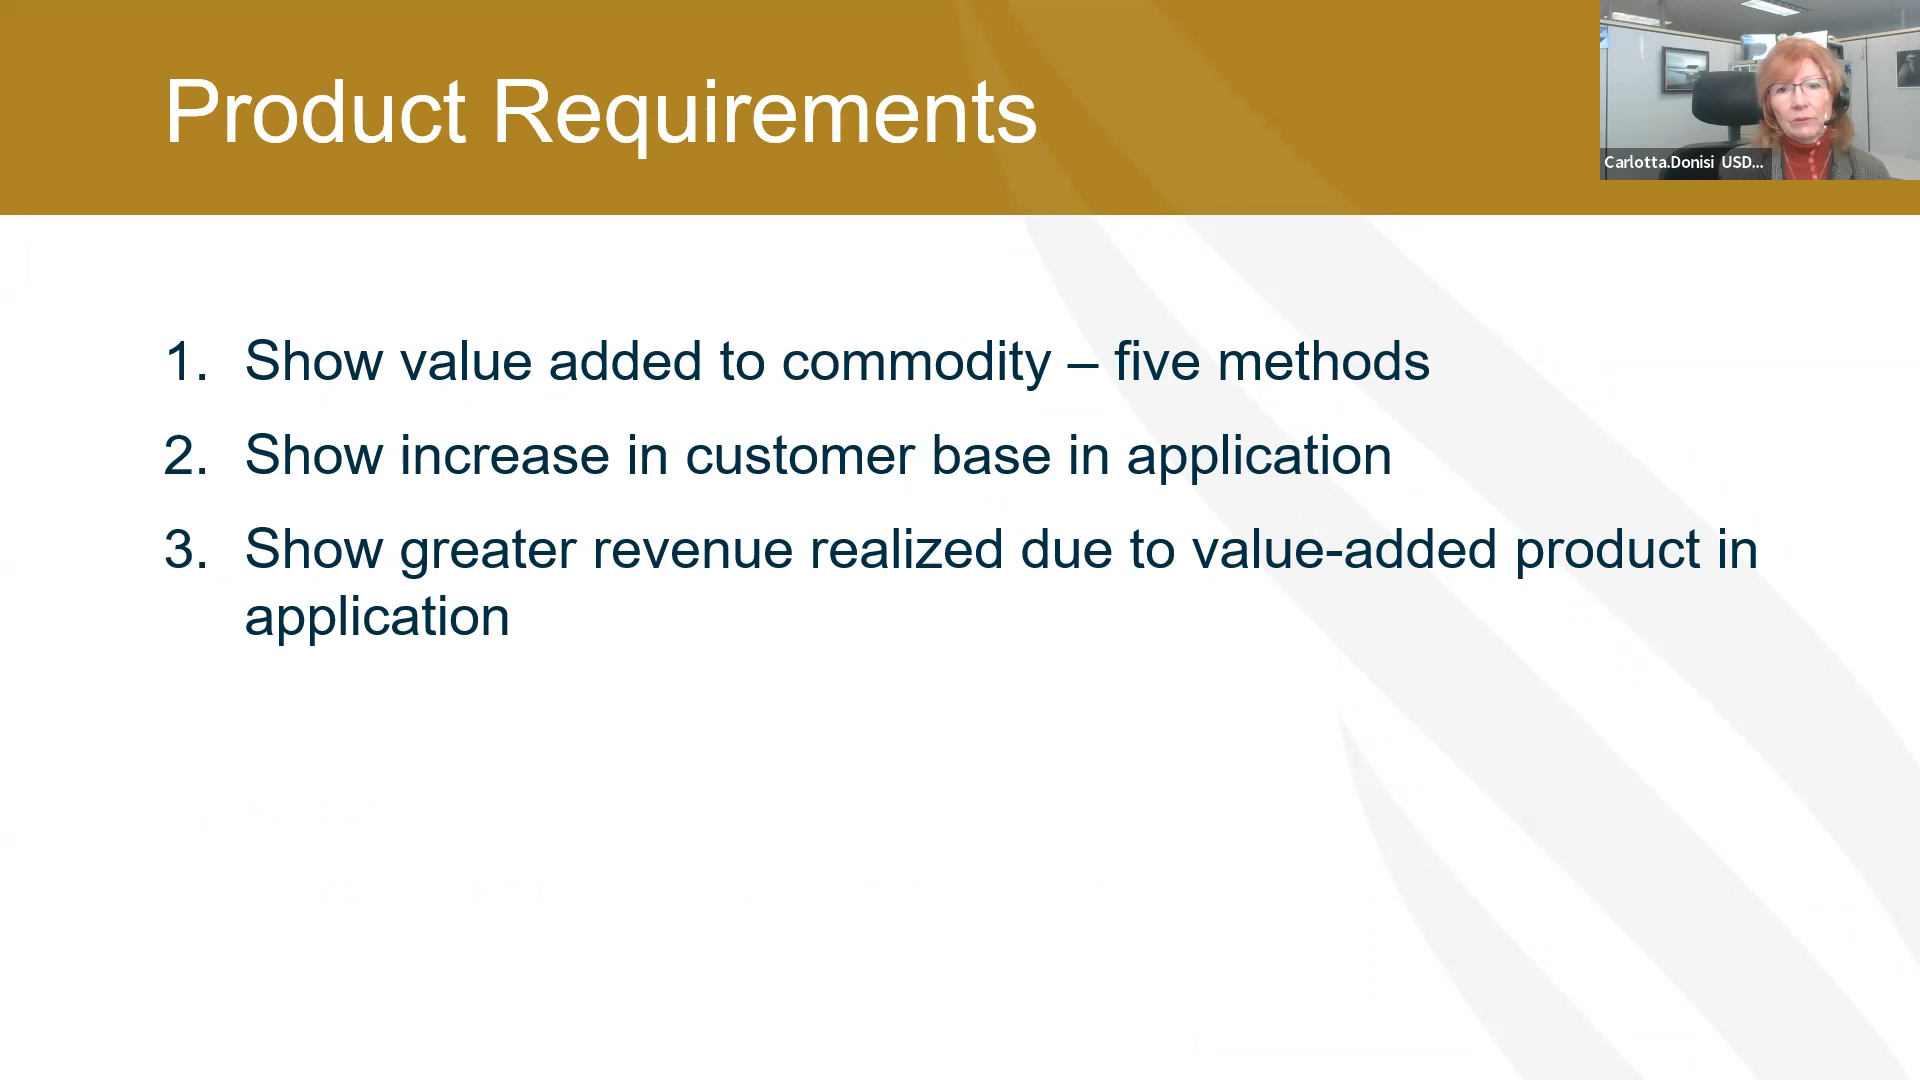 Product Requirements
Carlotta.Donisi USD...
1. Show value added to commodity – five methods
2. Show increase in customer base in application
3. Show greater revenue realized due to value-added product in
application